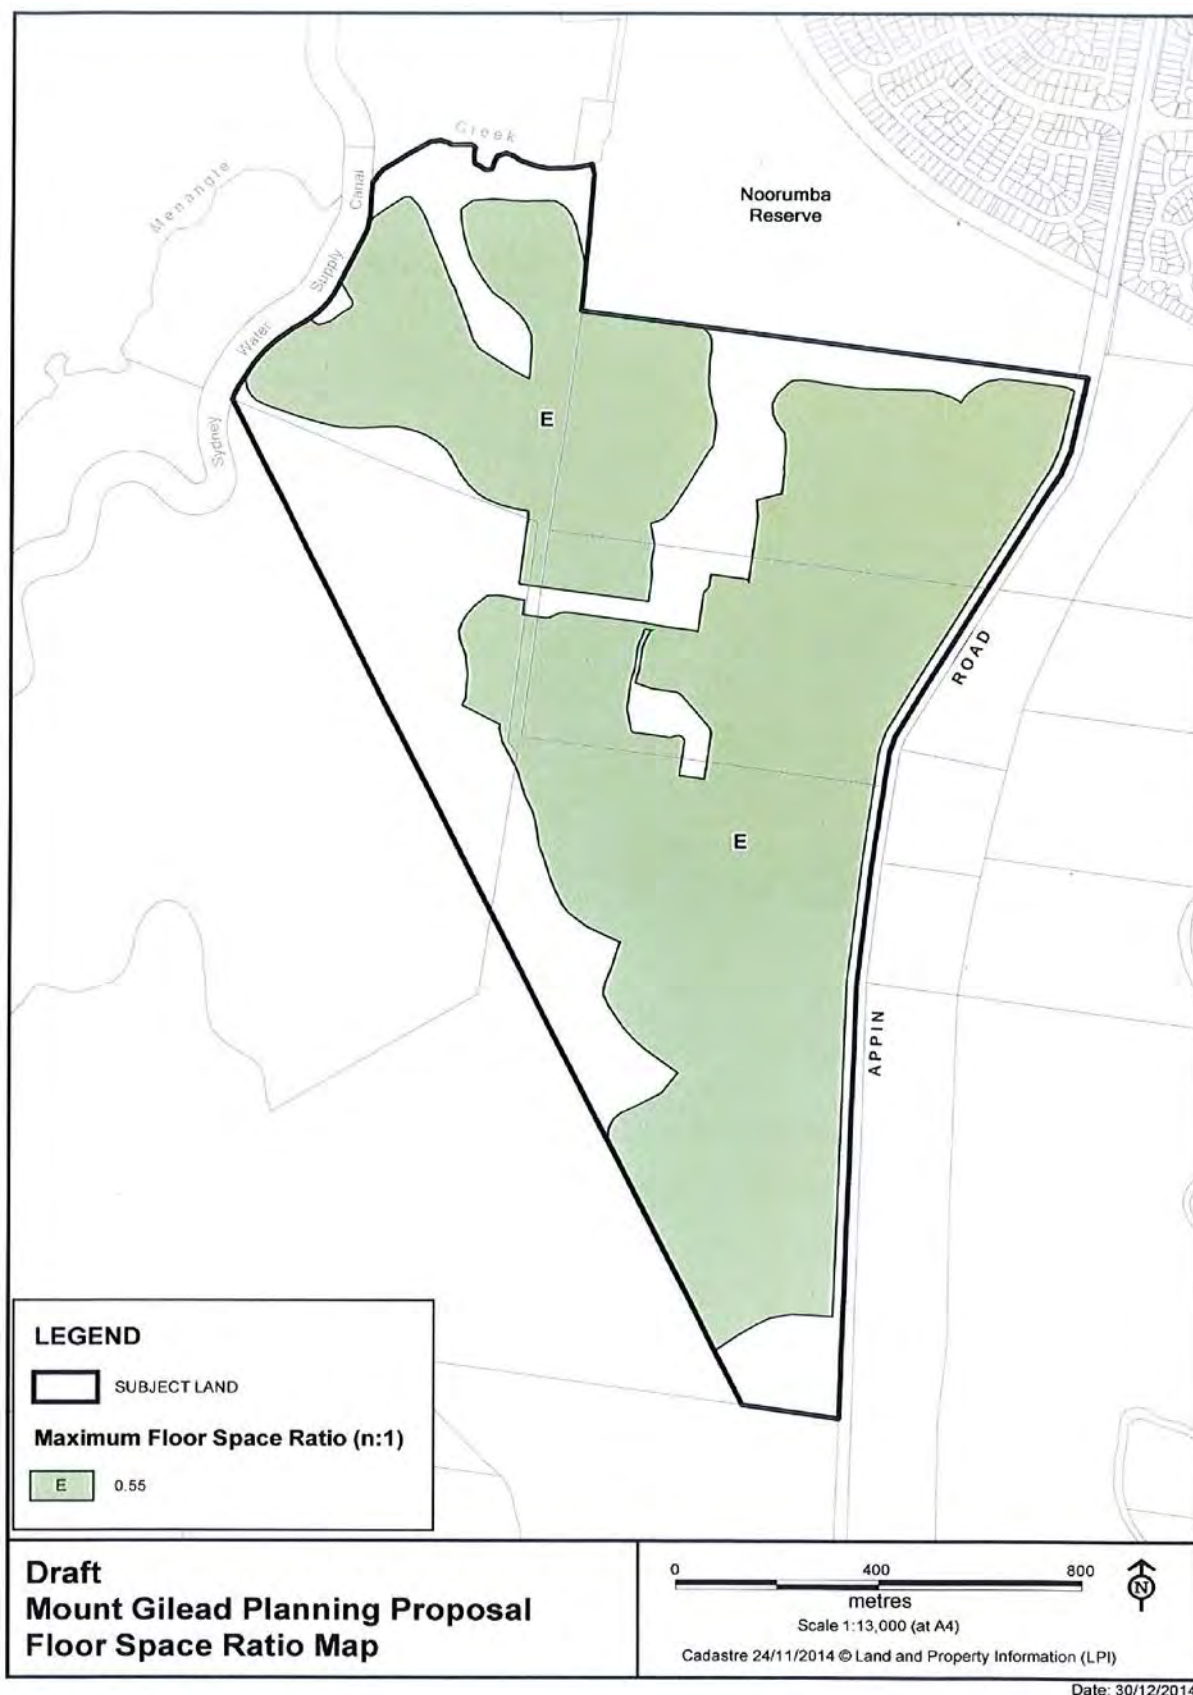 Creek
Menangle
Canal
Supply
Water
Sydney
Noorumba
Reserve
E
ROAD
E
APPIN
LEGEND
SUBJECT LAND
Maximum Floor Space Ratio (n:1)
E 0.55
Draft
Mount Gilead Planning Proposal
Floor Space Ratio Map
0 400 800
metres
Scale 1:13,000 (at A4)
N
Cadastre 24/11/2014 © Land and Property Information (LPI)
Date: 30/12/2014